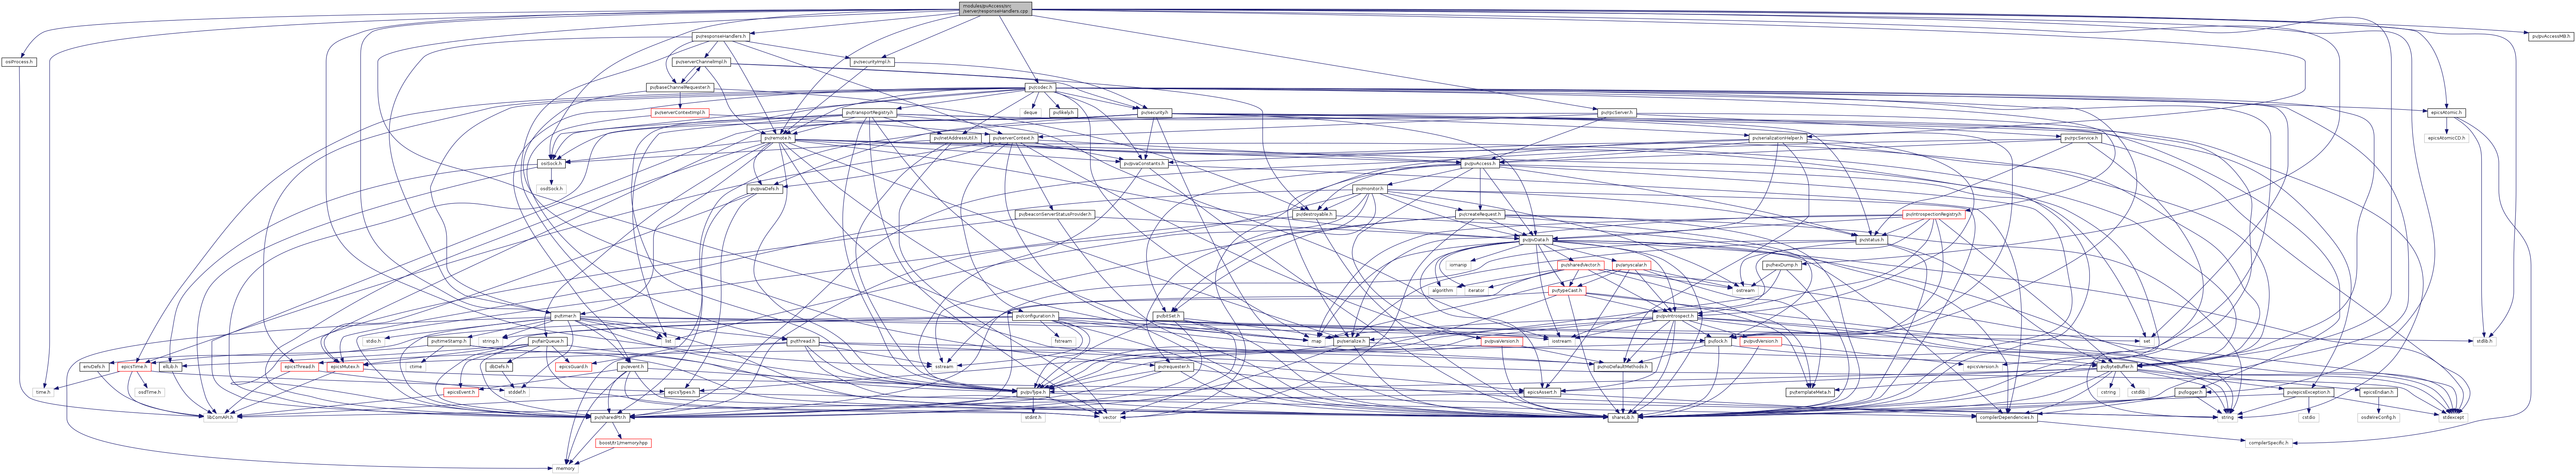 modules/pvAccess/src
/server/responseHandlers.cpp
pv/responseHandlers.h
pv/pvAccessMB.h
osiProcess.h
pv/serverChannelImpl.h
pv/securityImpl.h
pv/baseChannelRequester.h
pv/codec.h
pv/serverContextImpl.h
pv/transportRegistry.h
deque
pv/likely.h
pv/security.h
pv/rpcServer.h
epicsAtomic.h
pv/remote.h
pv/netAddressUtil.h
pv/serverContext.h
pv/serializationHelper.h
pv/rpcService.h
epicsAtomicCD.h
osiSock.h
pv/pvaConstants.h
pv/pvAccess.h
osdSock.h
pv/pvaDefs.h
pv/monitor.h
pv/beaconServerStatusProvider.h
pv/destroyable.h
pv/createRequest.h
pv/introspectionRegistry.h
pv/pvData.h
pv/status.h
iomanip
pv/sharedVector.h
pv/anyscalar.h
pv/hexDump.h
algorithm
iterator
pv/typeCast.h
ostream
pv/timer.h
pv/configuration.h
pv/bitSet.h
pv/pvIntrospect.h
stdio.h
pv/timeStamp.h
string.h
pv/fairQueue.h
list
pv/thread.h
fstream
map
pv/serialize.h
pv/pvaVersion.h
iostream
pv/lock.h
pv/pvdVersion.h
set
stdlib.h
envDefs.h
epicsTime.h
ellLib.h
epicsThread.h
epicsMutex.h
ctime
dbDefs.h
epicsGuard.h
pv/event.h
sstream
pv/requester.h
pv/noDefaultMethods.h
epicsVersion.h
pv/byteBuffer.h
time.h
osdTime.h
epicsEvent.h
stddef.h
epicsTypes.h
pv/pvType.h
epicsAssert.h
pv/templateMeta.h
cstring
cstdlib
pv/logger.h
pv/epicsException.h
epicsEndian.h
libComAPI.h
pv/sharedPtr.h
vector
stdint.h
shareLib.h
compilerDependencies.h
string
cstdio
osdWireConfig.h
stdexcept
boost/tr1/memory.hpp
compilerSpecific.h
memory